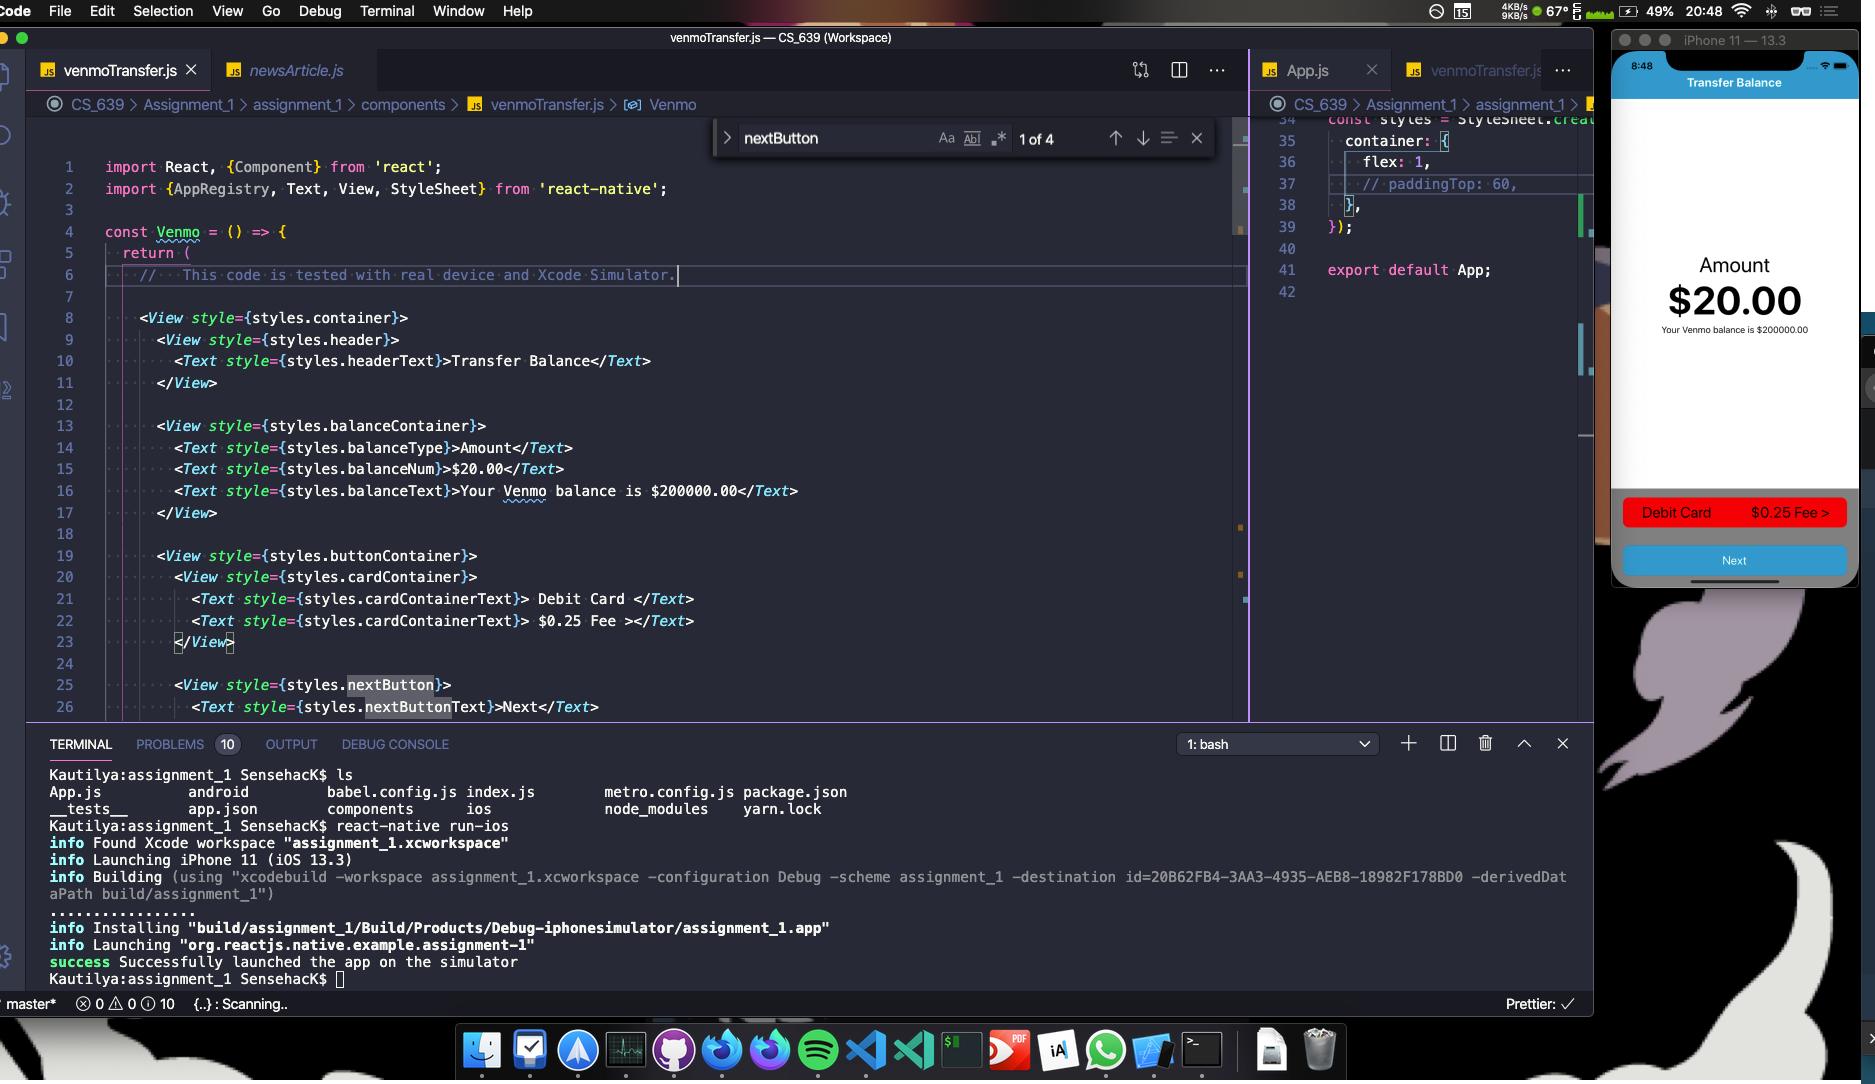 Code File Edit Selection View Go Debug Terminal Window Help
15 4KB/s 9KB/s 67° 49% 20:48
venmoTransfer.js — CS_639 (Workspace)
venmoTransfer.js newsArticle.js
CS_639 > Assignment_1 > assignment_1 > components > venmoTransfer.js > Venmo
nextButton Aa Abl .* 1 of 4
1 import React, {Component} from 'react';
2 import {AppRegistry, Text, View, StyleSheet} from 'react-native';
3
4 const Venmo = () => {
5 return (
6 // This code is tested with real device and Xcode Simulator.
7
8 <View style={styles.container}>
9 <View style={styles.header}>
10 <Text style={styles.headerText}>Transfer Balance</Text>
11 </View>
12
13 <View style={styles.balanceContainer}>
14 <Text style={styles.balanceType}>Amount</Text>
15 <Text style={styles.balanceNum}>$20.00</Text>
16 <Text style={styles.balanceText}>Your Venmo balance is $200000.00</Text>
17 </View>
18
19 <View style={styles.buttonContainer}>
20 <View style={styles.cardContainer}>
21 <Text style={styles.cardContainerText}> Debit Card </Text>
22 <Text style={styles.cardContainerText}> $0.25 Fee ></Text>
23 </View>
24
25 <View style={styles.nextButton}>
26 <Text style={styles.nextButtonText}>Next</Text>
App.js venmoTransfer.js
CS_639 > Assignment_1 > assignment_1 >
34 const styles = StyleSheet.creat
35 container: {
36 flex: 1,
37 // paddingTop: 60,
38 },
39 });
40
41 export default App;
42
TERMINAL PROBLEMS 10 OUTPUT DEBUG CONSOLE
1: bash
Kautilya:assignment_1 SensehacK$ ls
App.js android babel.config.js index.js metro.config.js package.json
__tests__ app.json components ios node_modules yarn.lock
Kautilya:assignment_1 SensehacK$ react-native run-ios
info Found Xcode workspace "assignment_1.xcworkspace"
info Launching iPhone 11 (iOS 13.3)
info Building (using "xcodebuild -workspace assignment_1.xcworkspace -configuration Debug -scheme assignment_1 -destination id=20B62FB4-3AA3-4935-AEB8-18982F178BD0 -derivedDat
aPath build/assignment_1")
.................
info Installing "build/assignment_1/Build/Products/Debug-iphonesimulator/assignment_1.app"
info Launching "org.reactjs.native.example.assignment-1"
success Successfully launched the app on the simulator
Kautilya:assignment_1 SensehacK$
master* 0 0 10 {..} : Scanning.. Prettier: ✓
iPhone 11 — 13.3
8:48
Transfer Balance
Amount
$20.00
Your Venmo balance is $200000.00
Debit Card $0.25 Fee >
Next
$ PDF iA >_